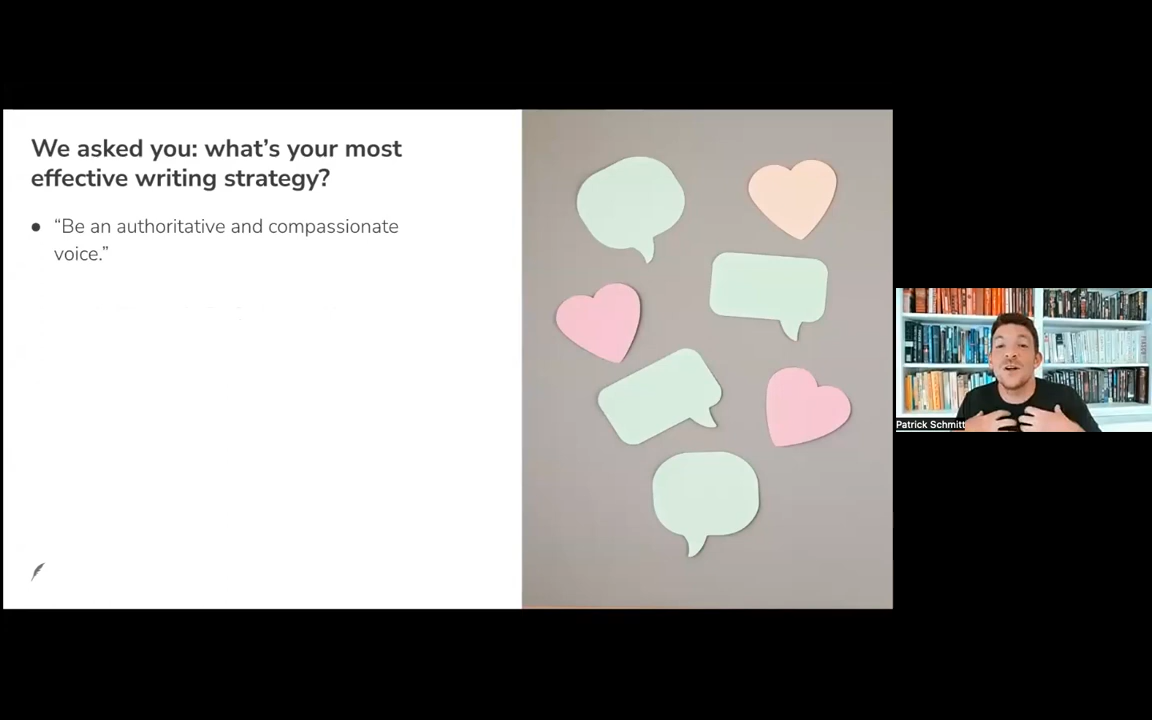 We asked you: what’s your most
effective writing strategy?
● “Be an authoritative and compassionate
voice.”
Patrick Schmitt